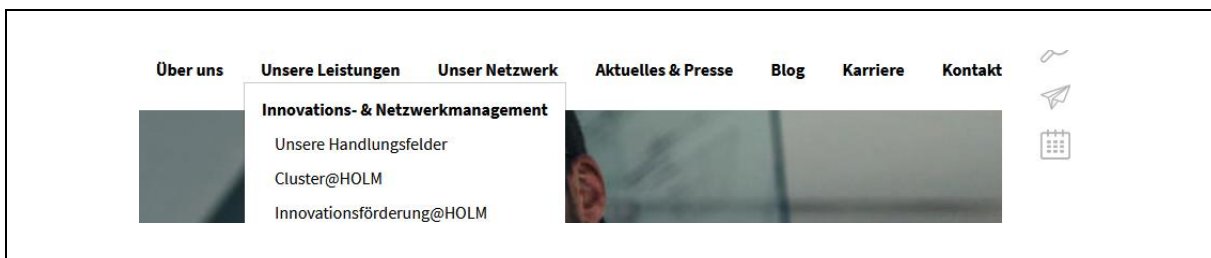 Über uns Unsere Leistungen Unser Netzwerk Aktuelles & Presse Blog Karriere Kontakt
Innovations- & Netzwerkmanagement
Unsere Handlungsfelder
Cluster@HOLM
Innovationsförderung@HOLM